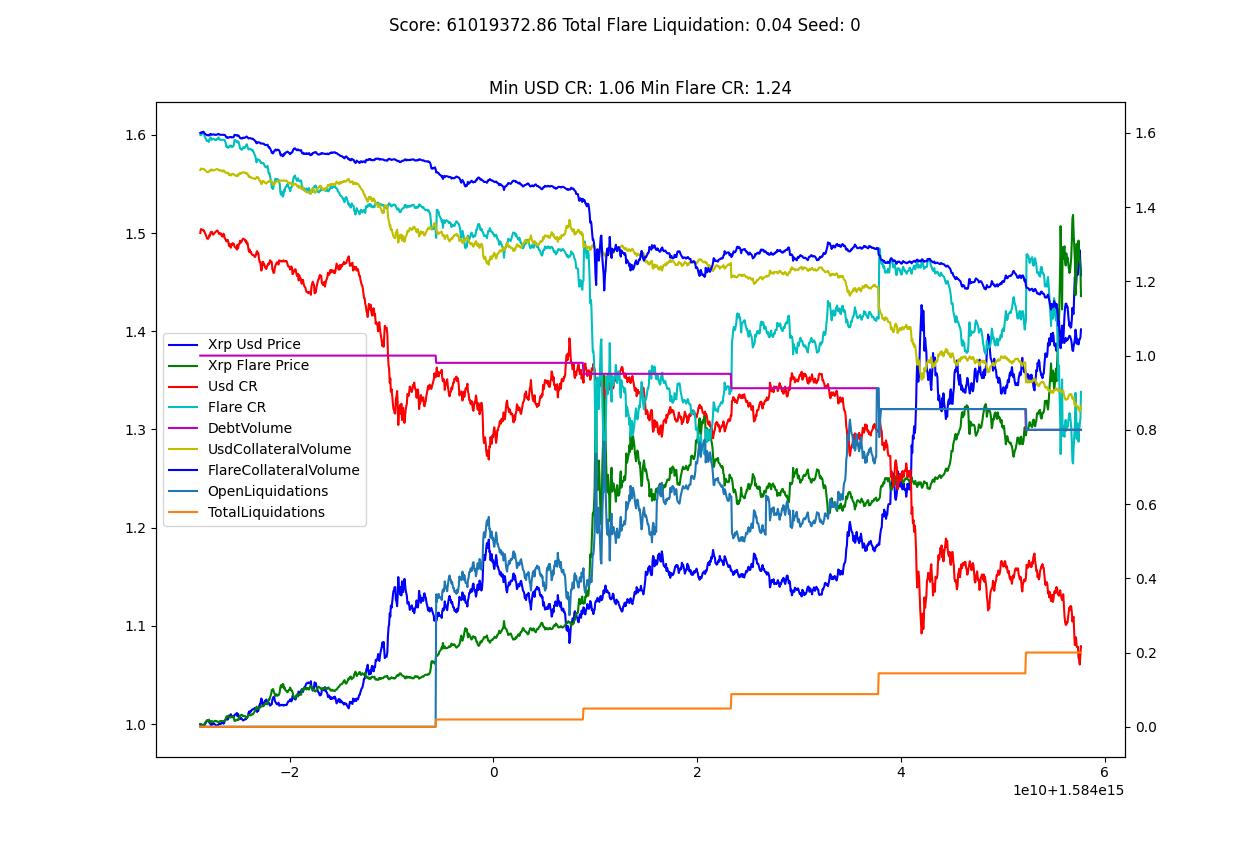 Score: 61019372.86 Total Flare Liquidation: 0.04 Seed: 0
Min USD CR: 1.06 Min Flare CR: 1.24
1.6
1.5
1.4
1.3
1.2
1.1
1.0
Xrp Usd Price
Xrp Flare Price
Usd CR
Flare CR
DebtVolume
UsdCollateralVolume
FlareCollateralVolume
OpenLiquidations
TotalLiquidations
1.6
1.4
1.2
1.0
0.8
0.6
0.4
0.2
0.0
−2 0 2 4 6
1e10+1.584e15